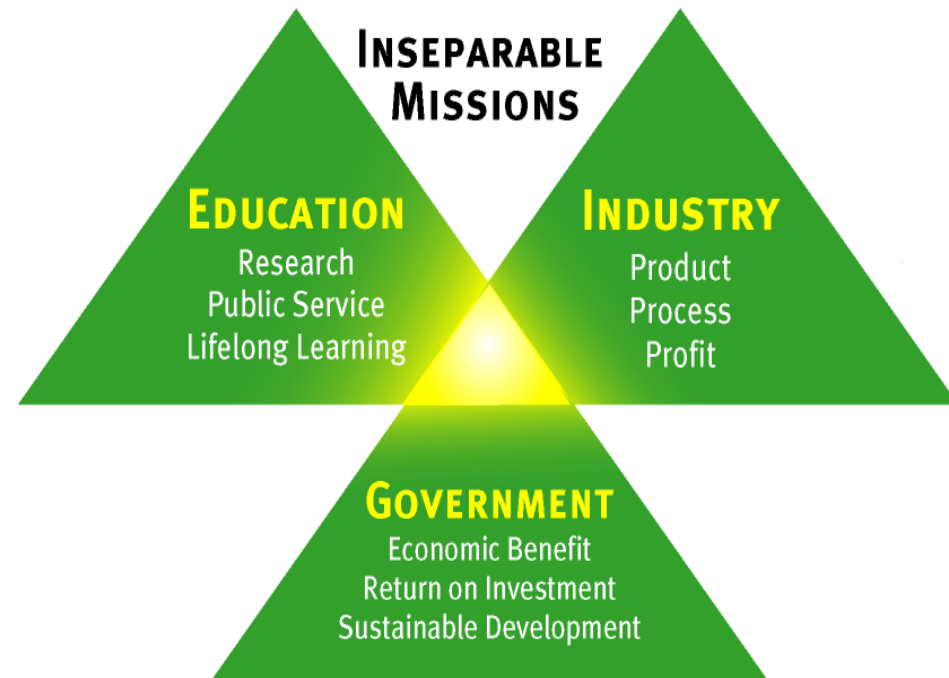 INSEPARABLE
MISSIONS
EDUCATION
Research
Public Service
Lifelong Learning
INDUSTRY
Product
Process
Profit
GOVERNMENT
Economic Benefit
Return on Investment
Sustainable Development